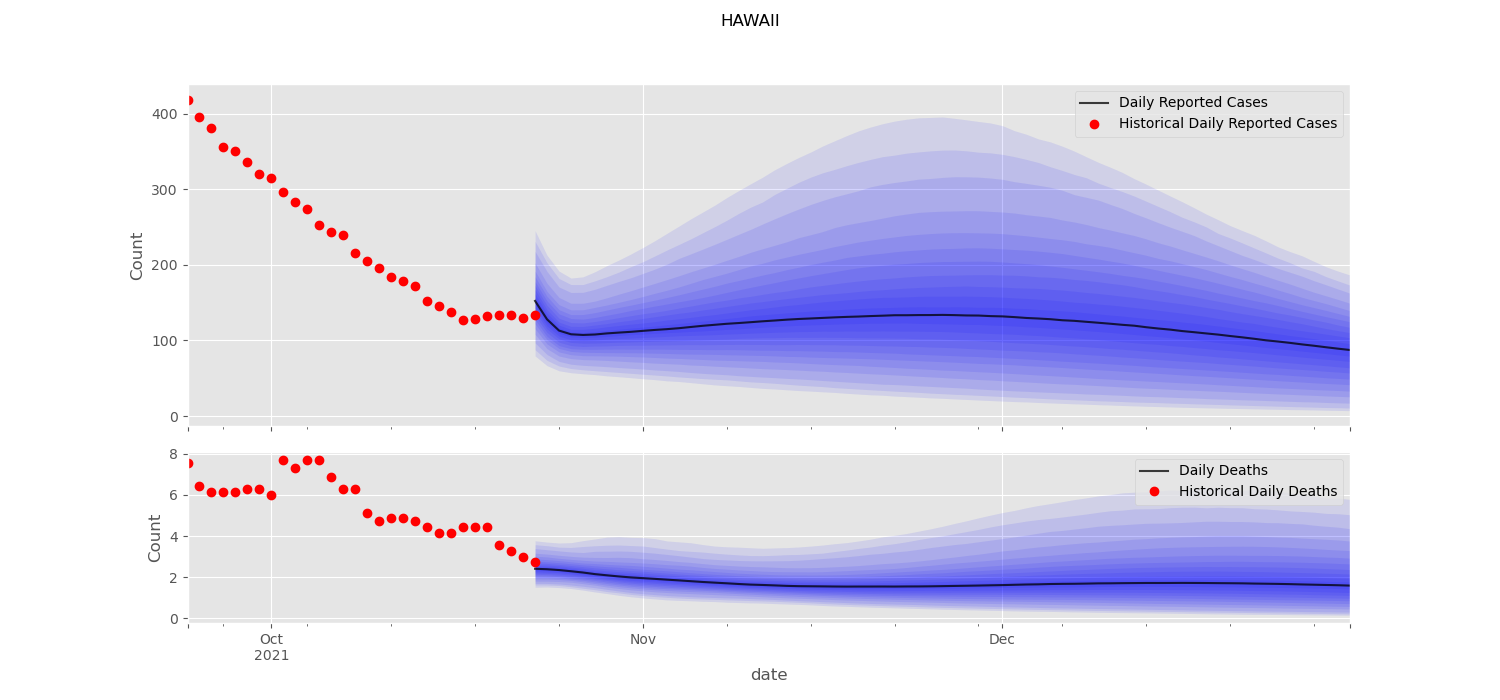 HAWAII
Daily Reported Cases
Historical Daily Reported Cases
400
300
200
100
0
Count
Daily Deaths
Historical Daily Deaths
8
6
4
2
0
Count
Oct
2021
Nov
Dec
date